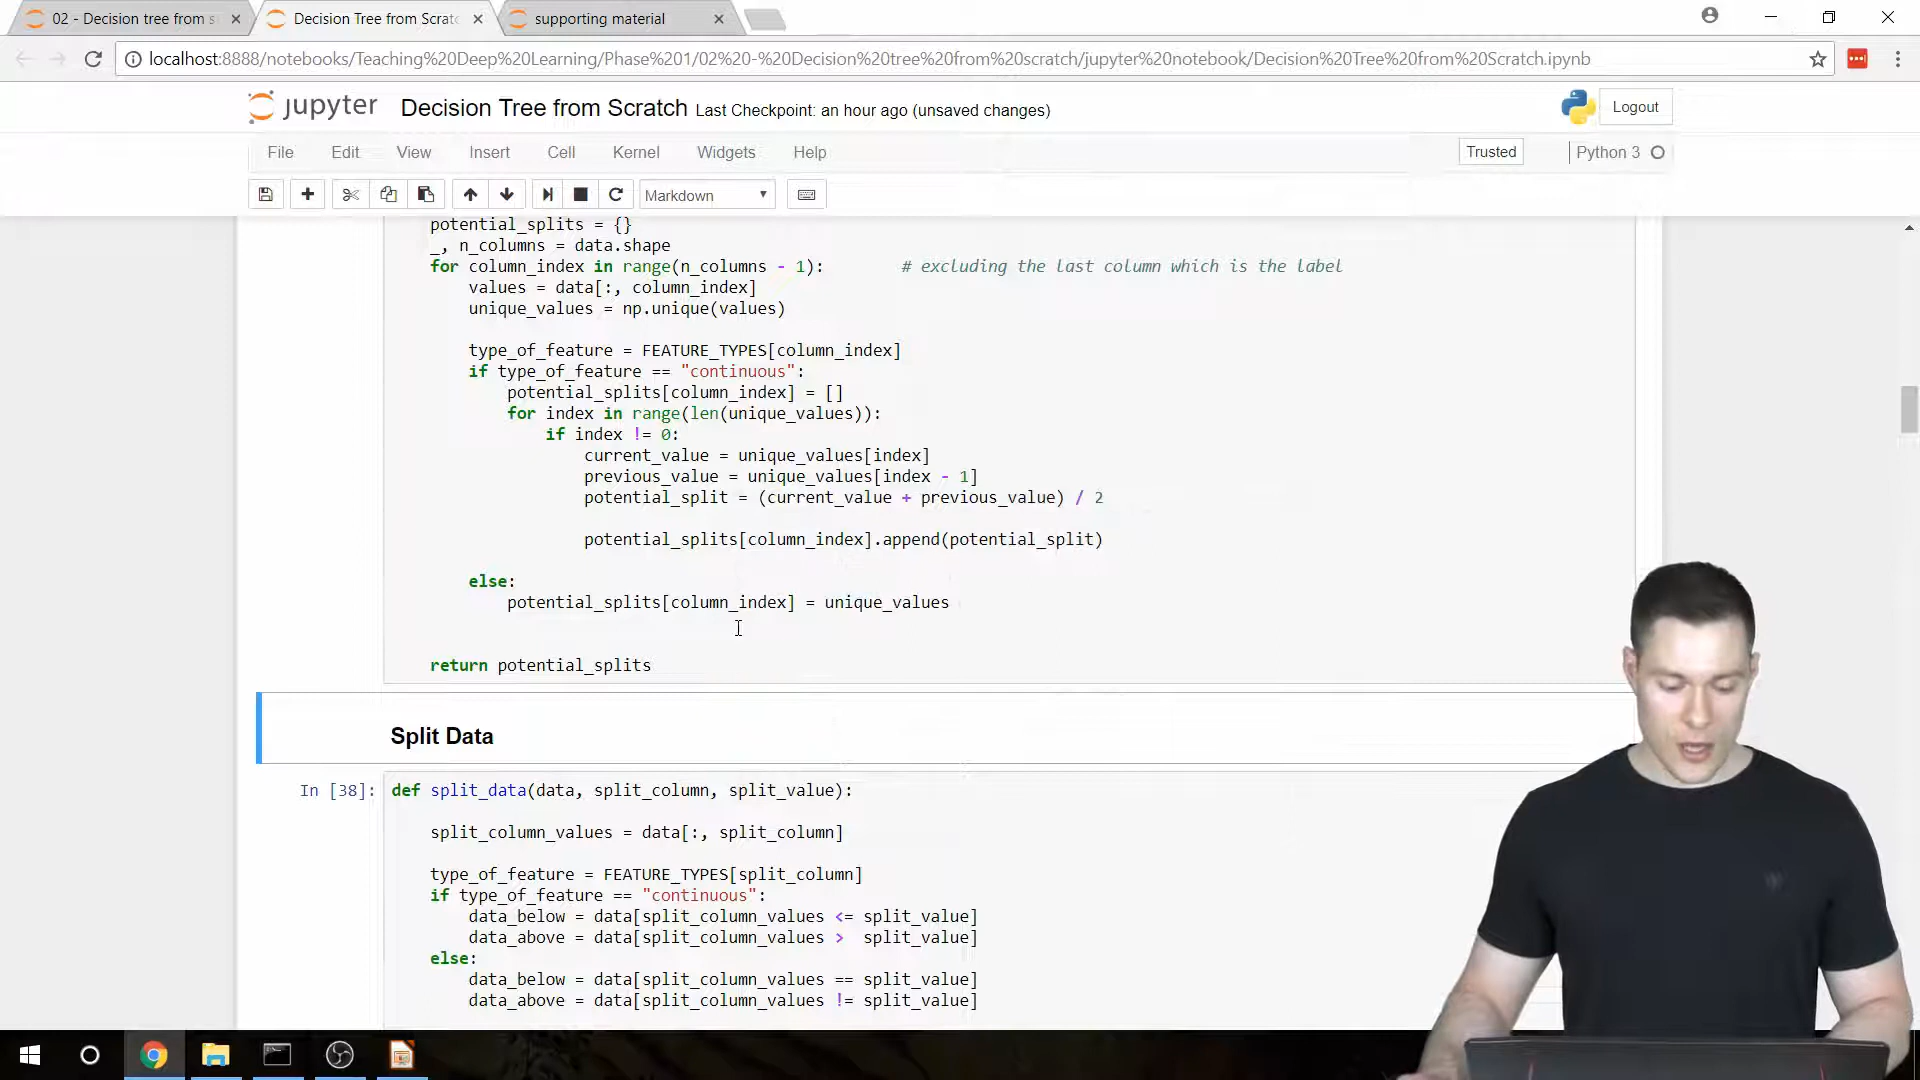 02 - Decision tree from s
Decision Tree from Scratc
supporting material
localhost:8888/notebooks/Teaching%20Deep%20Learning/Phase%201/02%20-%20Decision%20tree%20from%20scratch/jupyter%20notebook/Decision%20Tree%20from%20Scratch.ipynb
jupyter Decision Tree from Scratch Last Checkpoint: an hour ago (unsaved changes) Logout
File Edit View Insert Cell Kernel Widgets Help Trusted Python 3
Markdown
potential_splits = {}
_, n_columns = data.shape
for column_index in range(n_columns - 1): # excluding the last column which is the label
values = data[:, column_index]
unique_values = np.unique(values)
type_of_feature = FEATURE_TYPES[column_index]
if type_of_feature == "continuous":
potential_splits[column_index] = []
for index in range(len(unique_values)):
if index != 0:
current_value = unique_values[index]
previous_value = unique_values[index - 1]
potential_split = (current_value + previous_value) / 2
potential_splits[column_index].append(potential_split)
else:
potential_splits[column_index] = unique_values
return potential_splits
Split Data
In [38]: def split_data(data, split_column, split_value):
split_column_values = data[:, split_column]
type_of_feature = FEATURE_TYPES[split_column]
if type_of_feature == "continuous":
data_below = data[split_column_values <= split_value]
data_above = data[split_column_values > split_value]
else:
data_below = data[split_column_values == split_value]
data_above = data[split_column_values != split_value]